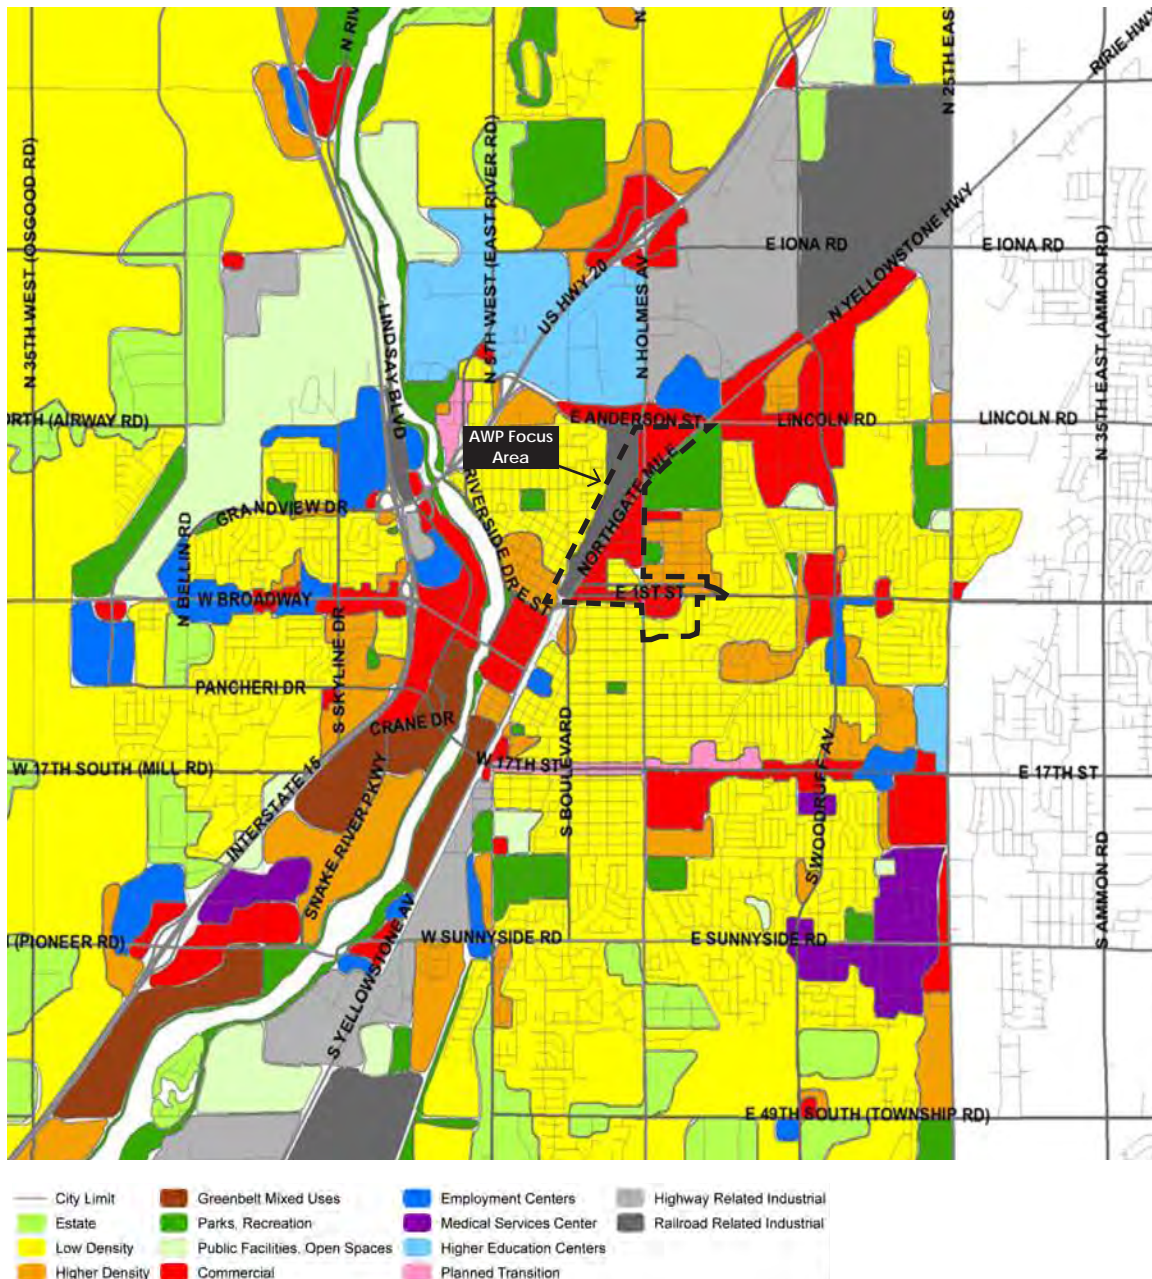 N RIV
N
N 25TH EAS
RIRIE HWY
N 35TH WEST (OSGOOD RD)
N 5TH WEST (EAST RIVER RD)
E IONA RD
E IONA RD
N YELLOWSTONE HWY
US HWY 20
N HOLMES AV
LINDSAY BLVD
N 35TH EAST (AMMON RD)
ORTH (AIRWAY RD)
E ANDERSON ST
LINCOLN RD
LINCOLN RD
AWP Focus
Area
NORTHGATE MILE
RIVERSIDE DR
E ST
GRANDVIEW DR
N BELLIN RD
W BROADWAY
E 1ST ST
S SKYLINE DR
PANCHERI DR
CRANE DR
S BOULEVARD
W 17TH SOUTH (MILL RD)
W 17TH ST
E 17TH ST
INTERSTATE 15
SNAKE RIVER PKWY
S WOODRUFF AV
S AMMON RD
(PIONEER RD)
W SUNNYSIDE RD
E SUNNYSIDE RD
S YELLOWSTONE AV
E 49TH SOUTH (TOWNSHIP RD)
City Limit
Estate
Low Density
Higher Density
Greenbelt Mixed Uses
Parks, Recreation
Public Facilities, Open Spaces
Commercial
Employment Centers
Medical Services Center
Higher Education Centers
Planned Transition
Highway Related Industrial
Railroad Related Industrial